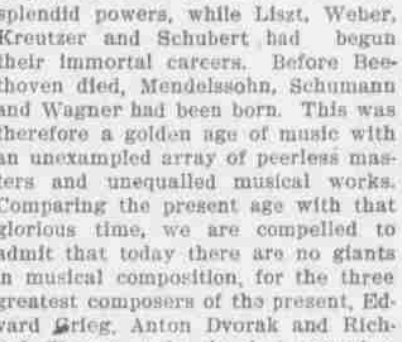 splendid powers, while Liszt, Weber,
Kreutzer and Schubert had begun
their immortal careers. Before Bee-
thoven died, Mendelssohn, Schumann
and Wagner had been born. This was
therefore a golden age of music with
an unexampled array of peerless mas-
ters and unequalled musical works.
Comparing the present age with that
glorious time, we are compelled to
admit that today there are no giants
in musical composition, for the three
greatest composers of the present, Ed-
ward Grieg, Anton Dvorak and Rich-